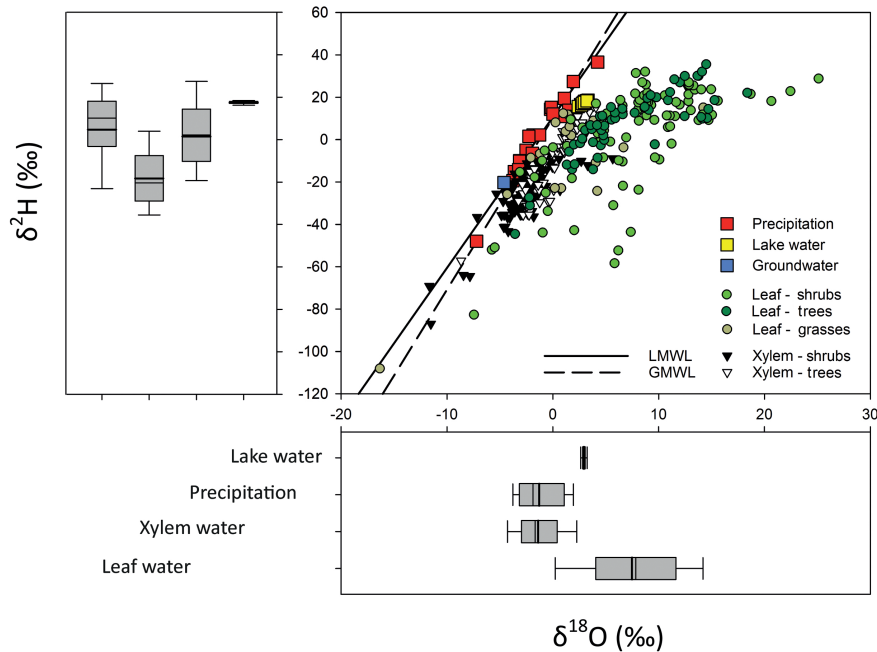 60
40
20
0
-20
-40
-60
-80
-100
-120
δ²H (‰)
Precipitation
Lake water
Groundwater
Leaf - shrubs
Leaf - trees
Leaf - grasses
LMWL
Xylem - shrubs
GMWL
Xylem - trees
-20 -10 0 10 20 30
Lake water
Precipitation
Xylem water
Leaf water
δ¹⁸O (‰)